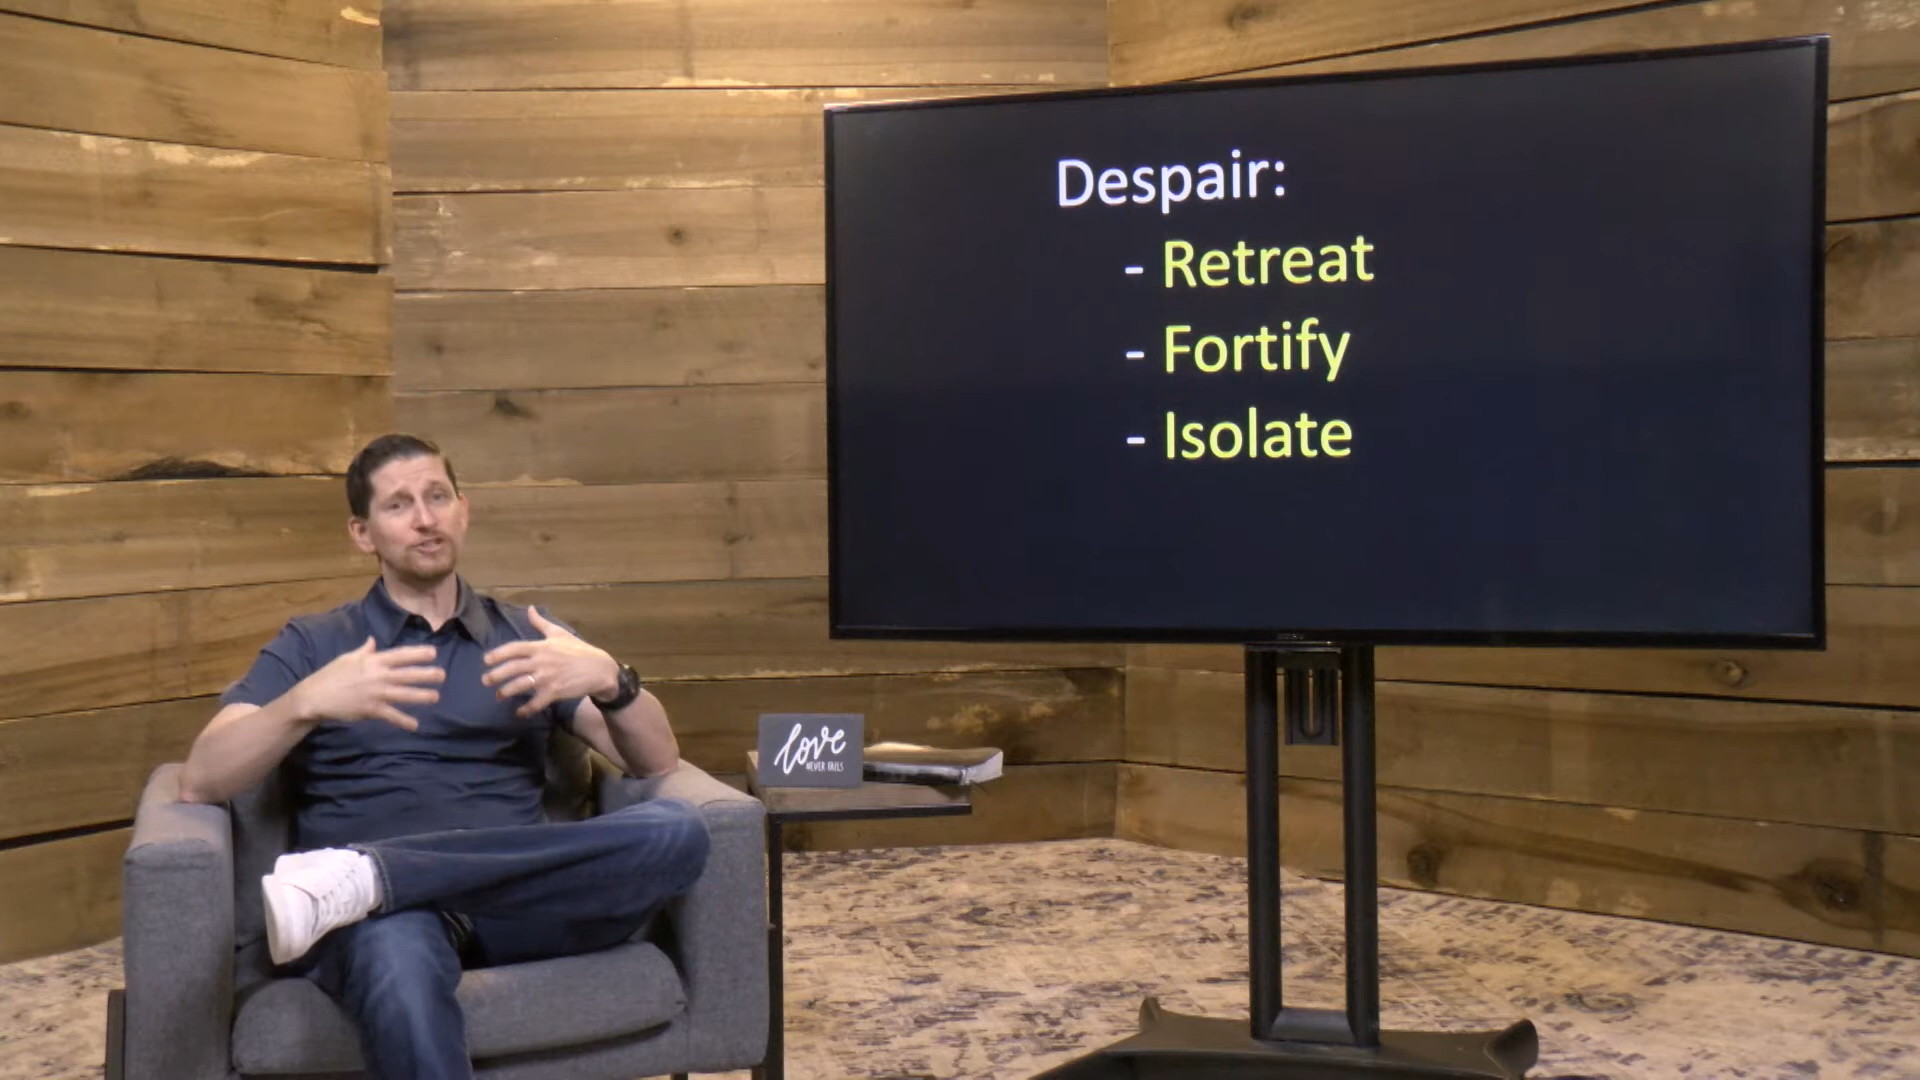 Despair:
- Retreat
- Fortify
- Isolate
love
NEVER FAILS